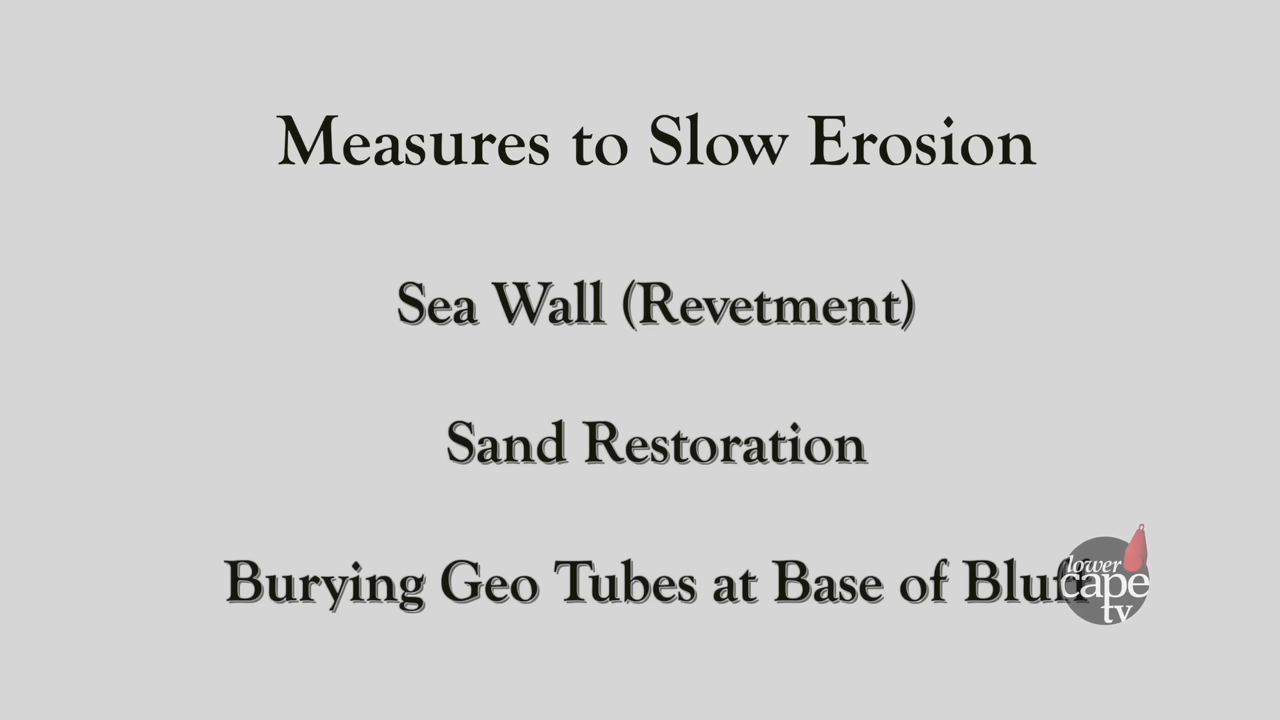 Measures to Slow Erosion
Sea Wall (Revetment)
Sand Restoration
Burying Geo Tubes at Base of Bluff
lower
cape
tv